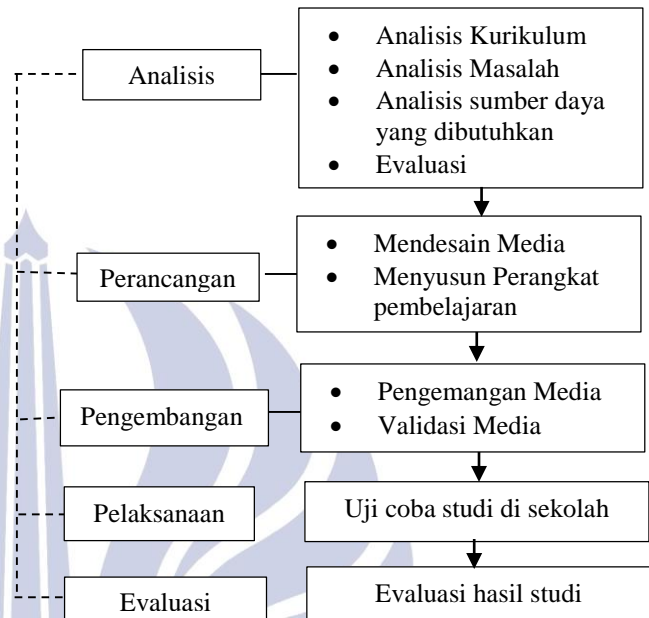 Analisis
• Analisis Kurikulum
• Analisis Masalah
• Analisis sumber daya
yang dibutuhkan
• Evaluasi
Perancangan
• Mendesain Media
• Menyusun Perangkat
pembelajaran
Pengembangan
• Pengemangan Media
• Validasi Media
Pelaksanaan
Uji coba studi di sekolah
Evaluasi
Evaluasi hasil studi